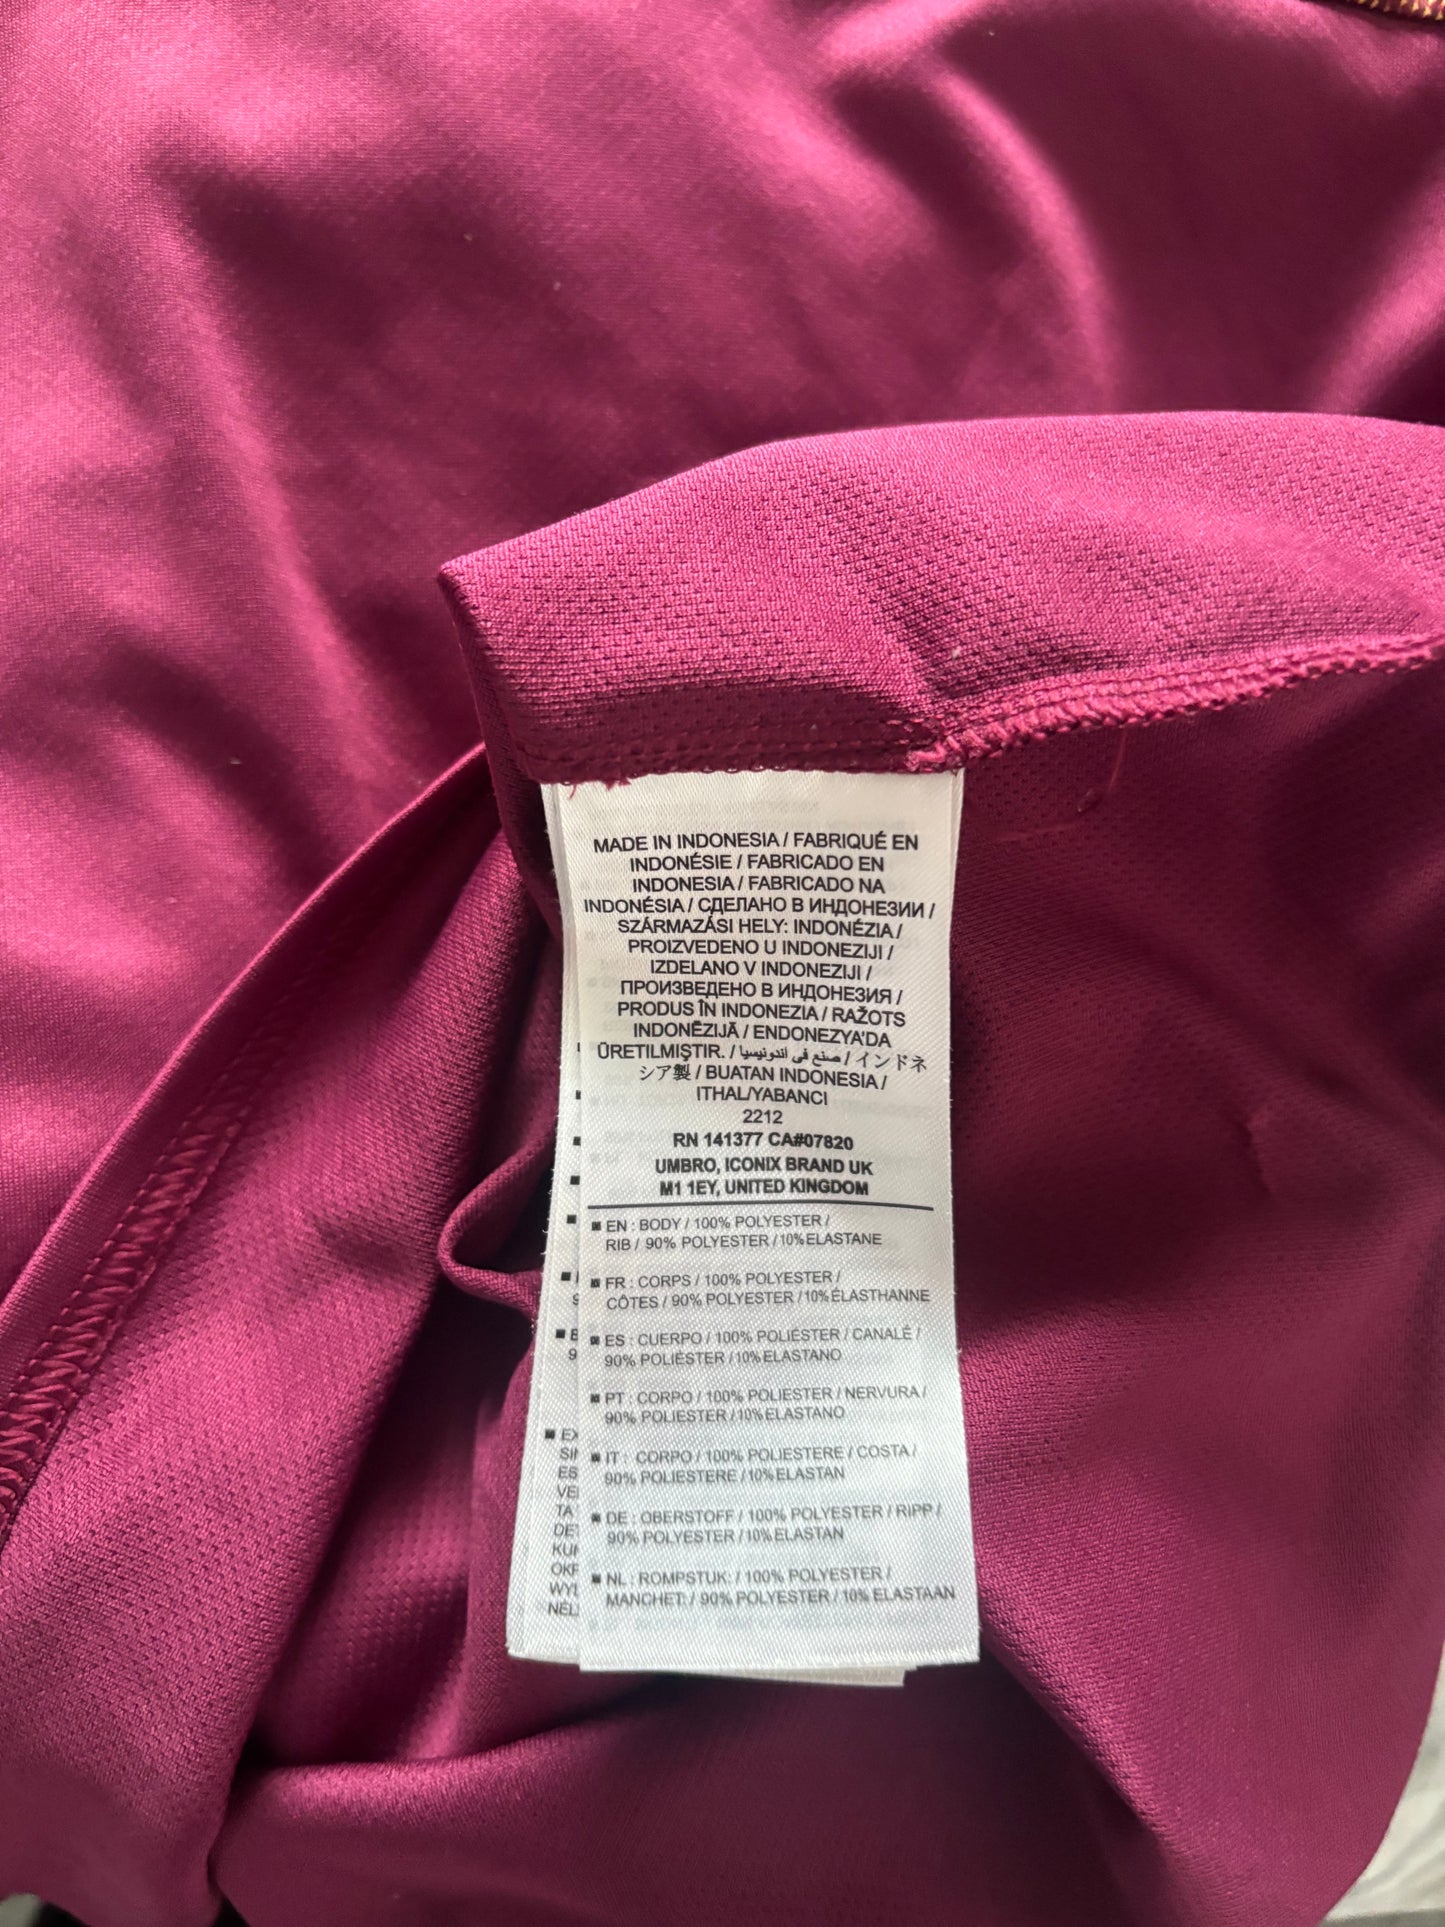 MADE IN INDONESIA / FABRIQUÉ EN
INDONÉSIE / FABRICADO EN
INDONESIA / FABRICADO NA
INDONÉSIA / СДЕЛАНО В ИНДОНЕЗИИ /
SZÁRMAZÁSI HELY: INDONÉZIA /
PROIZVEDENO U INDONEZIJI /
IZDELANO V INDONEZIJI /
ПРОИЗВЕДЕНО В ИНДОНЕЗИЯ /
PRODUS ÎN INDONEZIA / RAŽOTS
INDONĒZIJĀ / ENDONEZYA'DA
ÜRETILMIŞTIR. / صنع في أندونيسيا / インドネ
シア製 / BUATAN INDONESIA /
ITHAL/YABANCI
2212
RN 141377 CA#07820
UMBRO, ICONIX BRAND UK
M1 1EY, UNITED KINGDOM
■ EN : BODY / 100% POLYESTER /
RIB / 90% POLYESTER / 10% ELASTANE
■ FR : CORPS / 100% POLYESTER /
CÔTES / 90% POLYESTER / 10% ÉLASTHANNE
■ ES : CUERPO / 100% POLIÉSTER / CANALÉ /
90% POLIÉSTER / 10% ELASTANO
■ PT : CORPO / 100% POLIESTER / NERVURA /
90% POLIESTER / 10% ELASTANO
■ IT : CORPO / 100% POLIESTERE / COSTA /
90% POLIESTERE / 10% ELASTAN
■ DE : OBERSTOFF / 100% POLYESTER / RIPP /
90% POLYESTER / 10% ELASTAN
■ NL : ROMPSTUK: / 100% POLYESTER /
MANCHET: / 90% POLYESTER / 10% ELASTAAN